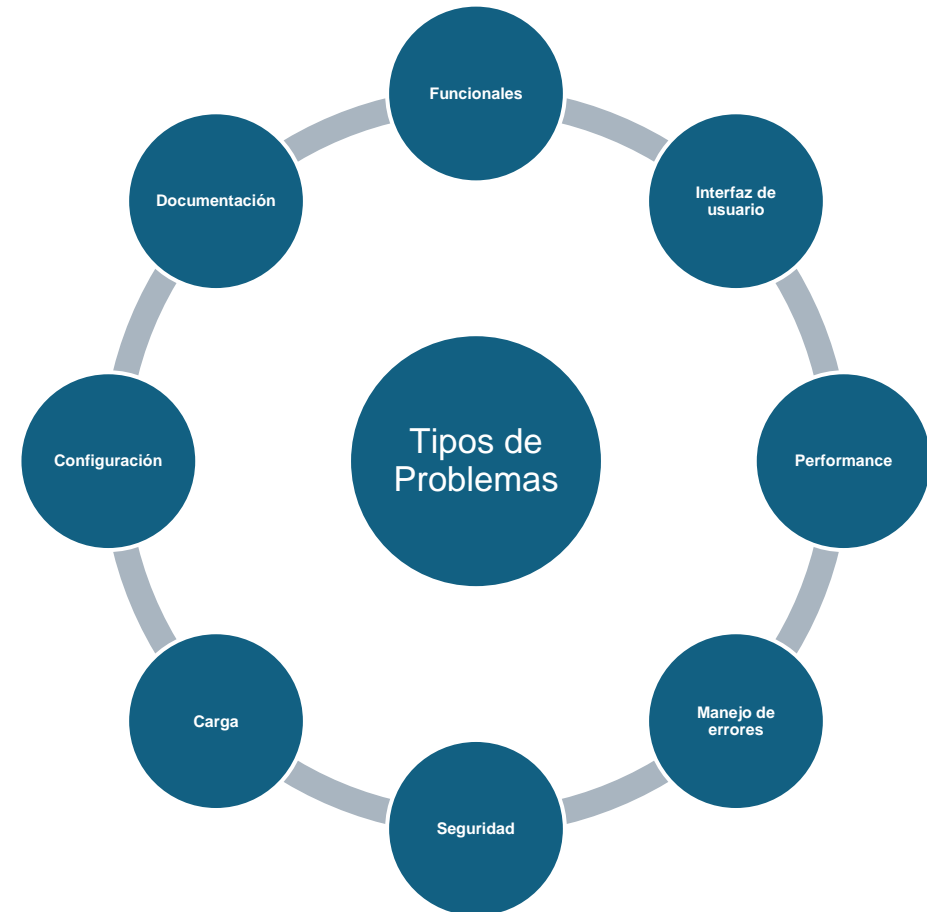 Funcionales
Interfaz de
usuario
Performance
Manejo de
errores
Seguridad
Carga
Configuración
Documentación
Tipos de
Problemas